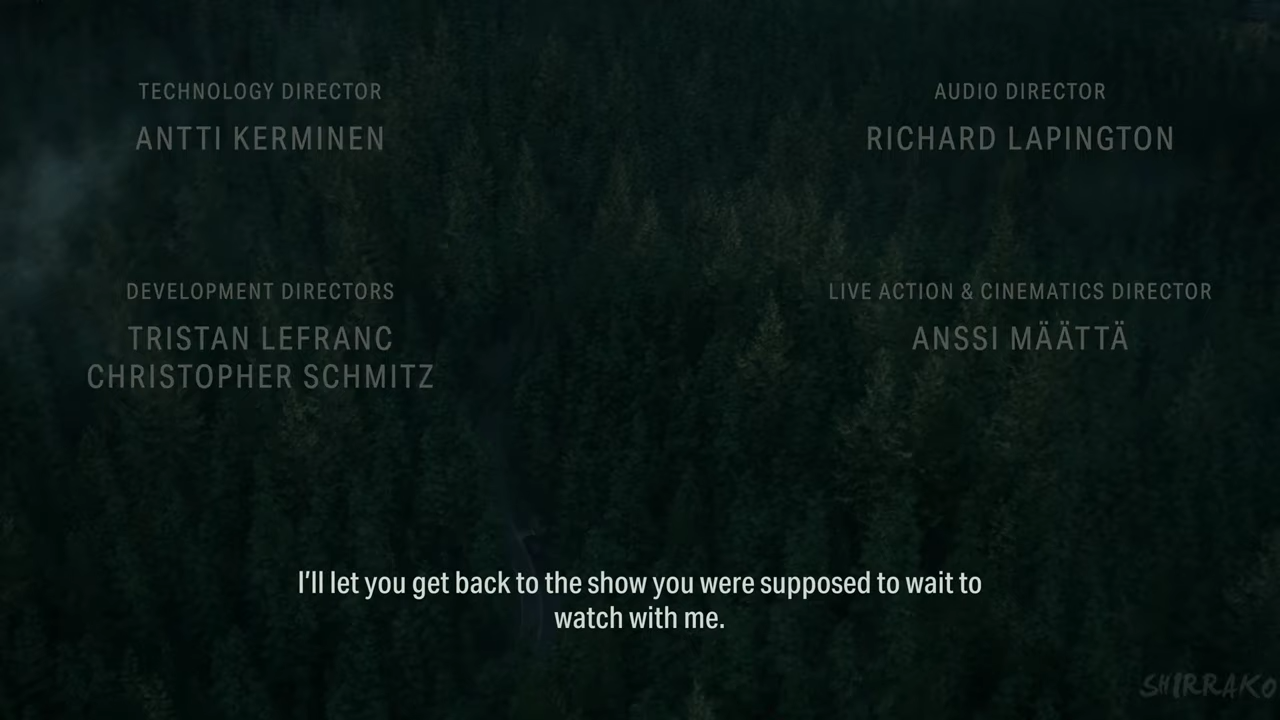 TECHNOLOGY DIRECTOR
ANTTI KERMINEN
AUDIO DIRECTOR
RICHARD LAPINGTON
DEVELOPMENT DIRECTORS
TRISTAN LEFRANC
CHRISTOPHER SCHMITZ
LIVE ACTION & CINEMATICS DIRECTOR
ANSSI MÄÄTTÄ
I'll let you get back to the show you were supposed to wait to
watch with me.
SHIRRAKO